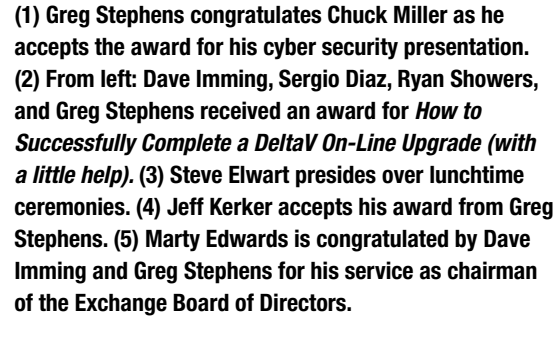 (1) Greg Stephens congratulates Chuck Miller as he
accepts the award for his cyber security presentation.
(2) From left: Dave Imming, Sergio Diaz, Ryan Showers,
and Greg Stephens received an award for How to
Successfully Complete a DeltaV On-Line Upgrade (with
a little help). (3) Steve Elwart presides over lunchtime
ceremonies. (4) Jeff Kerker accepts his award from Greg
Stephens. (5) Marty Edwards is congratulated by Dave
Imming and Greg Stephens for his service as chairman
of the Exchange Board of Directors.